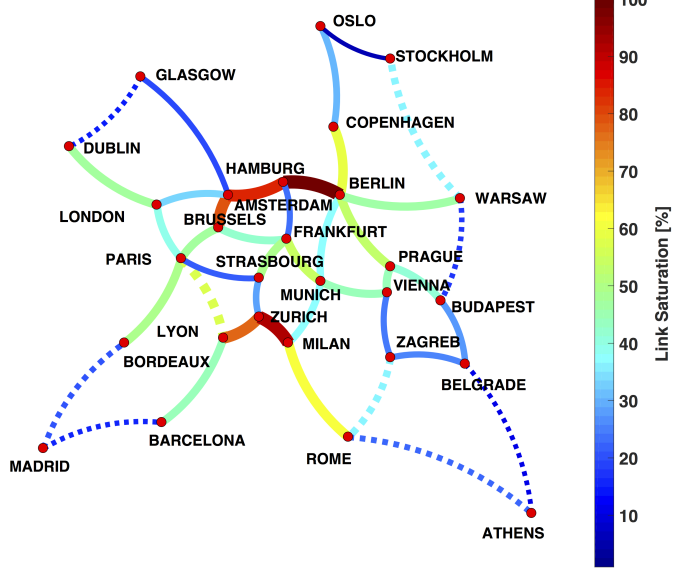 OSLO
100
STOCKHOLM
90
GLASGOW
80
COPENHAGEN
DUBLIN
70
HAMBURG
BERLIN
WARSAW
AMSTERDAM
LONDON
BRUSSELS
60
FRANKFURT
PARIS
STRASBOURG
PRAGUE
VIENNA
50
MUNICH
BUDAPEST
ZURICH
LYON
MILAN
ZAGREB
40
BORDEAUX
BELGRADE
30
BARCELONA
ROME
MADRID
20
10
ATHENS
Link Saturation [%]